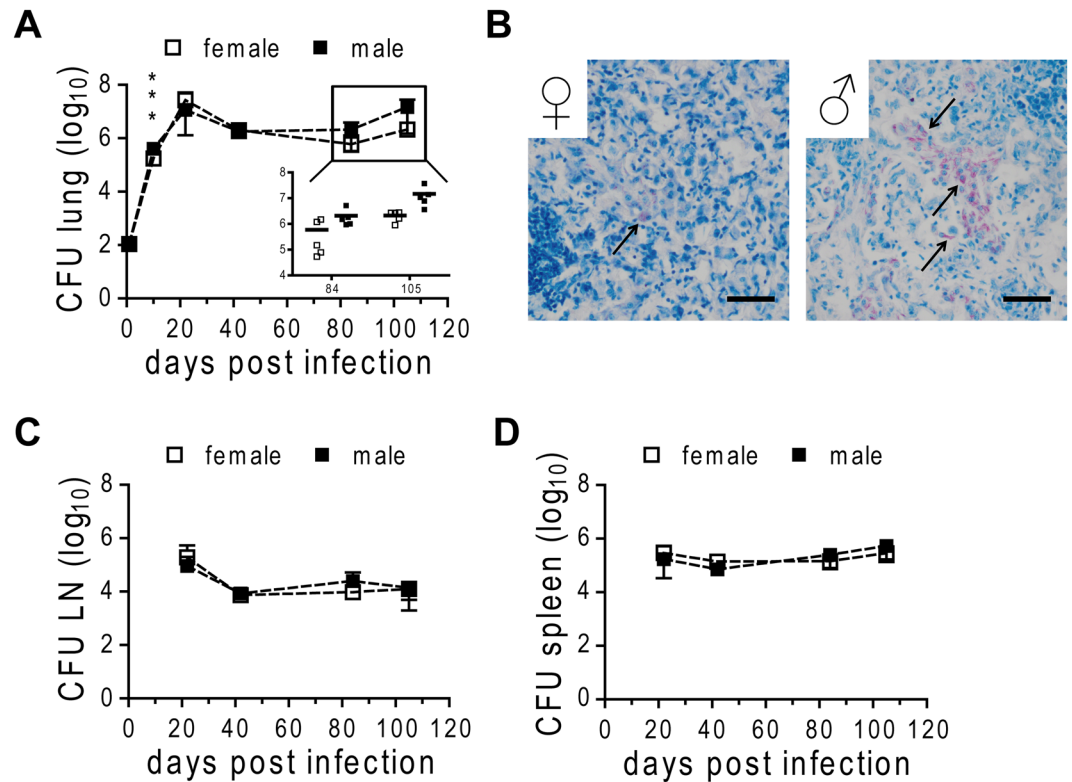 A
female male
* * *
CFU lung (log10)
8
6
4
2
0
0 20 40 60 80 100 120
days post infection
8
7
6
5
4
84 105
B
♀
♂
C
female male
CFU LN (log10)
8
6
4
2
0
0 20 40 60 80 100 120
days post infection
D
female male
CFU spleen (log10)
8
6
4
2
0
0 20 40 60 80 100 120
days post infection